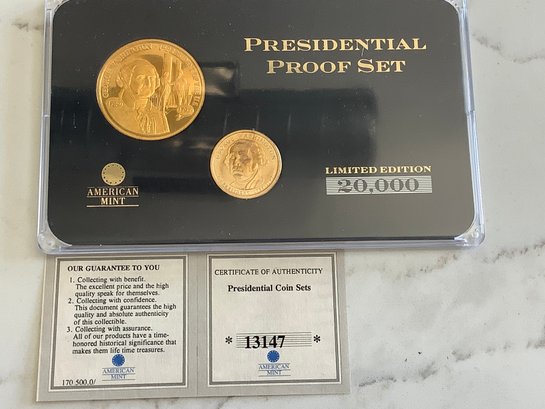 PRESIDENTIAL
PROOF SET
GEORGE WASHINGTON
LIMITED EDITION
20,000
AMERICAN
MINT
OUR GUARANTEE TO YOU
1. Collecting with benefit.
The excellent price and the high
quality speak for themselves.
2. Collecting with confidence.
This document guarantees the high
quality and absolute authenticity
of this collectible.
3. Collecting with assurance.
All of our products have a time-
honored historical significance that
makes them life time treasures.
170 500.0/
AMERICAN
MINT
CERTIFICATE OF AUTHENTICITY
Presidential Coin Sets
* 13147 *
AMERICAN
MINT